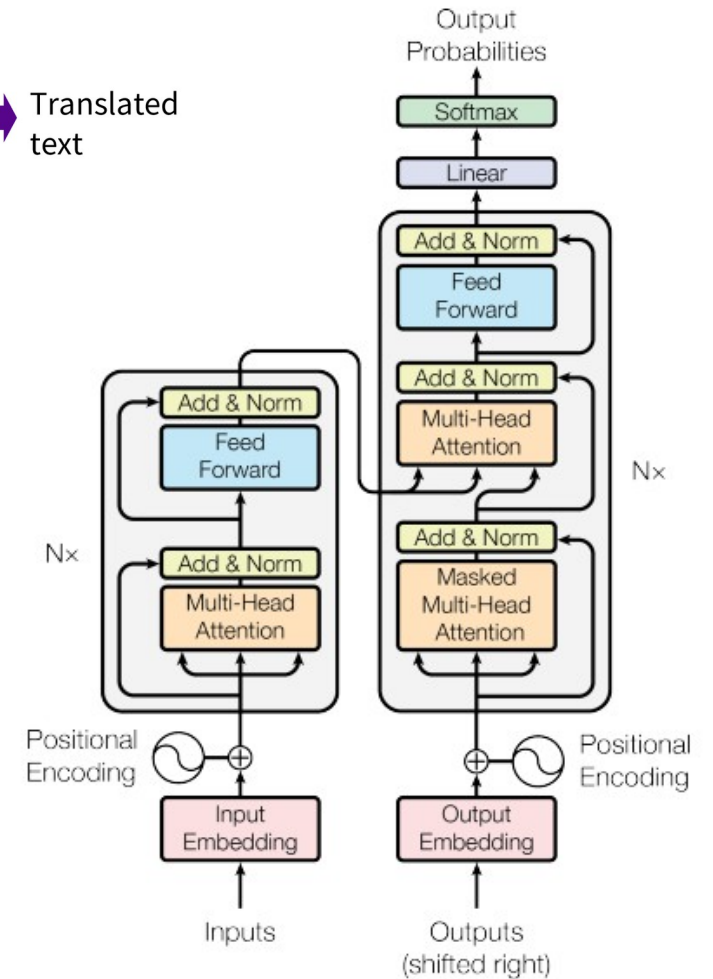 Output
Probabilities
Translated
text
Softmax
Linear
Add & Norm
Feed
Forward
Add & Norm
Multi-Head
Attention
Nx
Add & Norm
Masked
Multi-Head
Attention
Add & Norm
Feed
Forward
Nx
Add & Norm
Multi-Head
Attention
Positional
Encoding
Positional
Encoding
Input
Embedding
Output
Embedding
Inputs
Outputs
(shifted right)